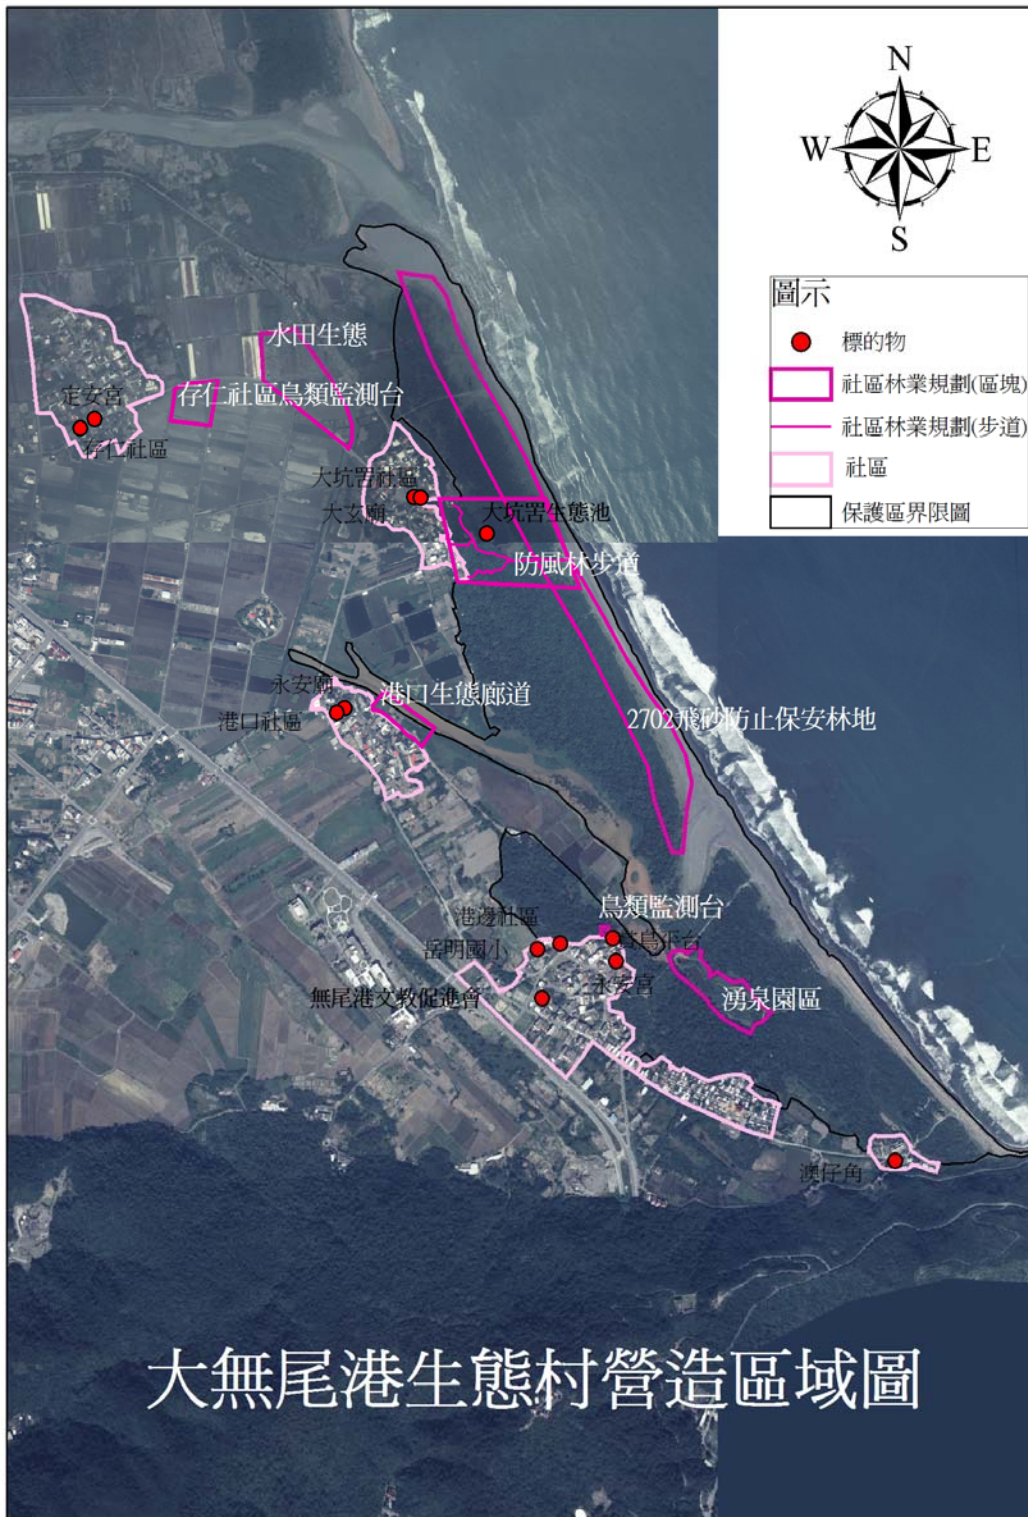 N
W
E
S
圖示
標的物
社區林業規劃(區塊)
社區林業規劃(步道)
社區
保護區界限圖
水田生態
存仁社區鳥類監測台
定安宮
存仁社區
大坑罟社區
大玄廟
大坑罟生態池
防風林步道
永安廟
港口社區
港口生態廊道
2702飛砂防止保安林地
鳥類監測台
港邊社區
賞鳥平台
岳明國小
永安宮
無尾港文教促進會
湧泉園區
澳仔角
大無尾港生態村營造區域圖